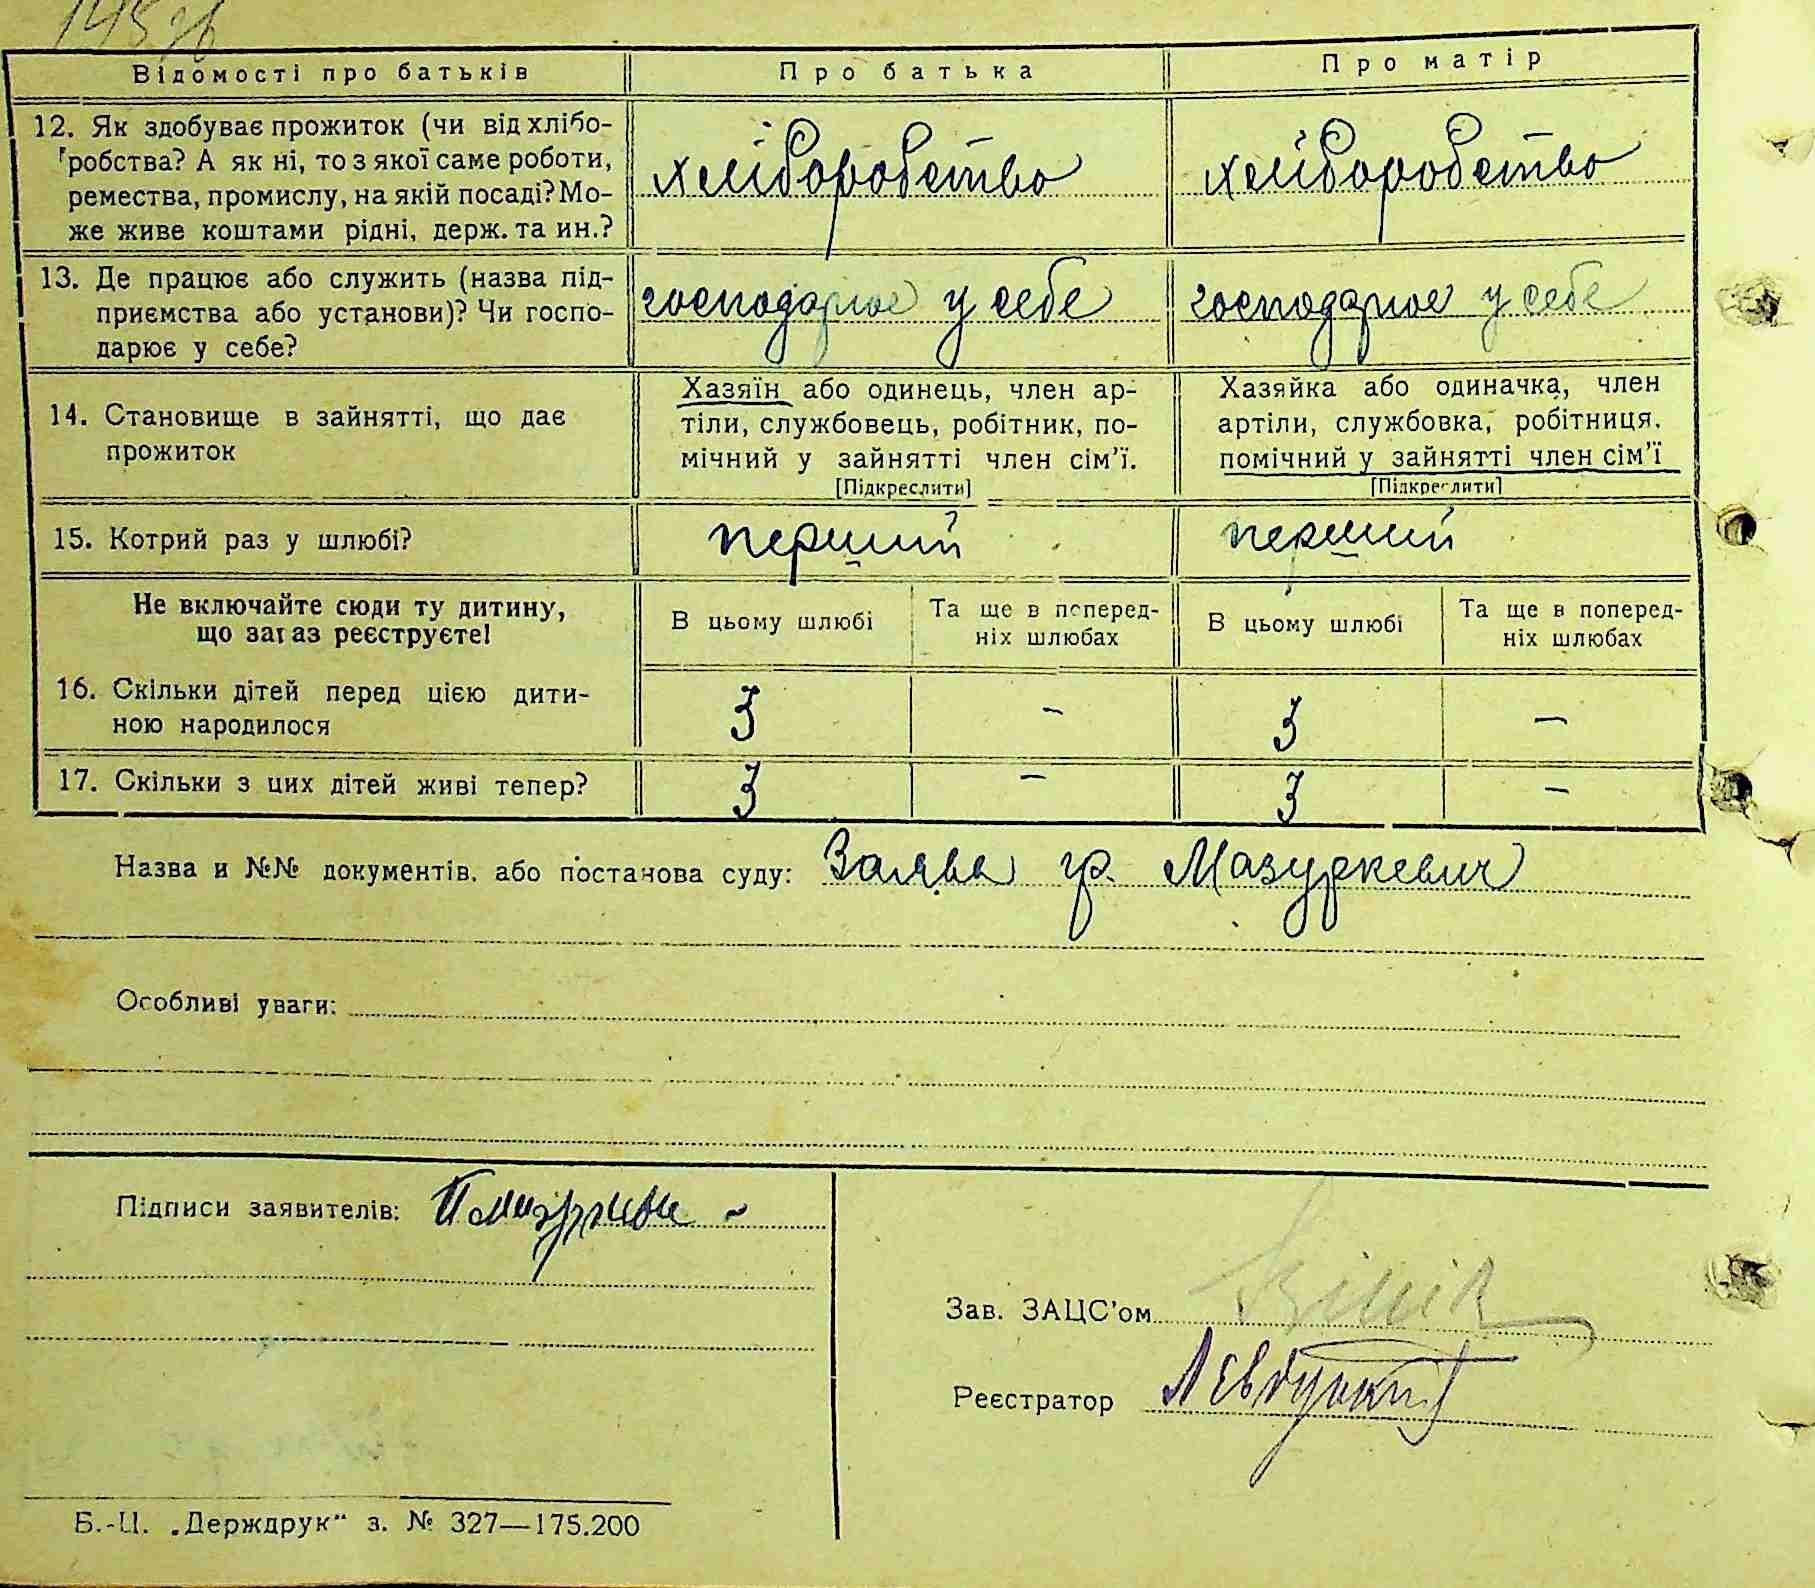 145 зв
Відомості про батьків Про батька Про матір
12. Як здобуває прожиток (чи від хлібо-
робства? А як ні, то з якої саме роботи,
ремества, промислу, на якій посаді? Мо-
же живе коштами рідні, держ. та ин.?
хліборобство хліборобство
13. Де працює або служить (назва під-
приємства або установи)? Чи госпо-
дарює у себе?
господарює у себе господарює у себе
14. Становище в зайнятті, що дає
прожиток
Хазяїн або одинець, член ар-
тіли, службовець, робітник, по-
мічний у зайнятті член сім’ї.
[Підкреслити]
Хазяйка або одиначка, член
артіли, службовка, робітниця.
помічний у зайнятті член сім’ї
[Підкреслити]
15. Котрий раз у шлюбі? перший перший
Не включайте сюди ту дитину,
що зараз реєструєте!
В цьому шлюбі
Та ще в поперед-
ніх шлюбах
В цьому шлюбі
Та ще в поперед-
ніх шлюбах
16. Скільки дітей перед цією дити-
ною народилося
3 – 3 –
17. Скільки з цих дітей живі тепер? 3 – 3 –
Назва и №№ документів, або постанова суду: Заява гр. Мазуркевич
Особливі уваги:
Підписи заявителів:
Зав. ЗАЦС’ом
Реєстратор
Б.-Ц. „Держдрук“ з. № 327—175.200